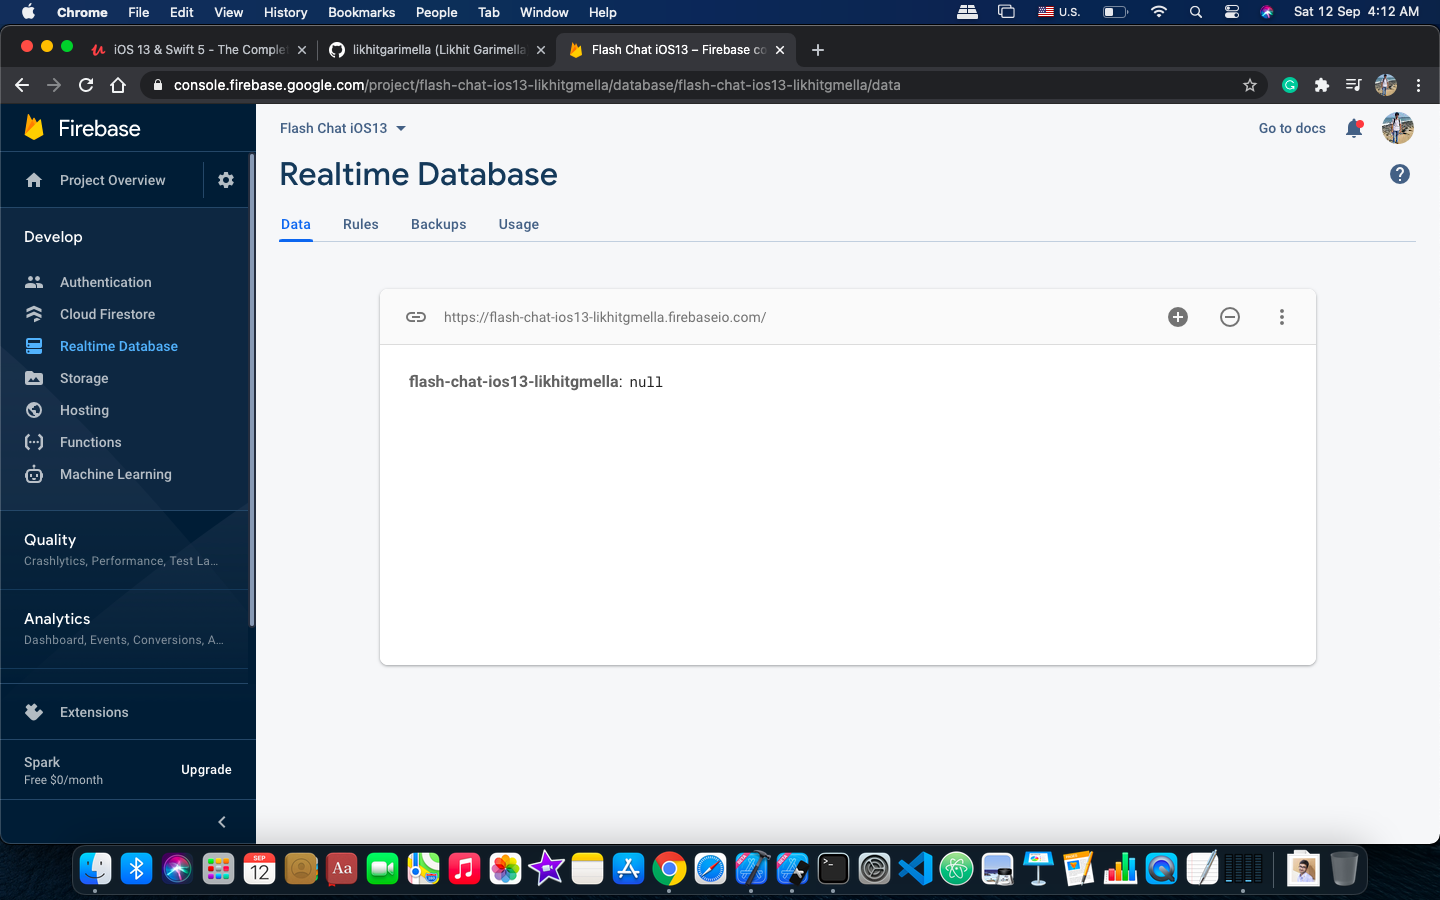 Chrome File Edit View History Bookmarks People Tab Window Help U.S. Sat 12 Sep 4:12 AM
iOS 13 & Swift 5 - The Complet likhitgarimella (Likhit Garimella Flash Chat iOS13 – Firebase co
console.firebase.google.com/project/flash-chat-ios13-likhitgmella/database/flash-chat-ios13-likhitgmella/data
Firebase
Project Overview
Develop
Authentication
Cloud Firestore
Realtime Database
Storage
Hosting
Functions
Machine Learning
Quality
Crashlytics, Performance, Test La...
Analytics
Dashboard, Events, Conversions, A...
Extensions
Spark
Free $0/month
Upgrade
Flash Chat iOS13
Go to docs
Realtime Database
Data Rules Backups Usage
https://flash-chat-ios13-likhitgmella.firebaseio.com/
flash-chat-ios13-likhitgmella: null
SEP
12
Aa